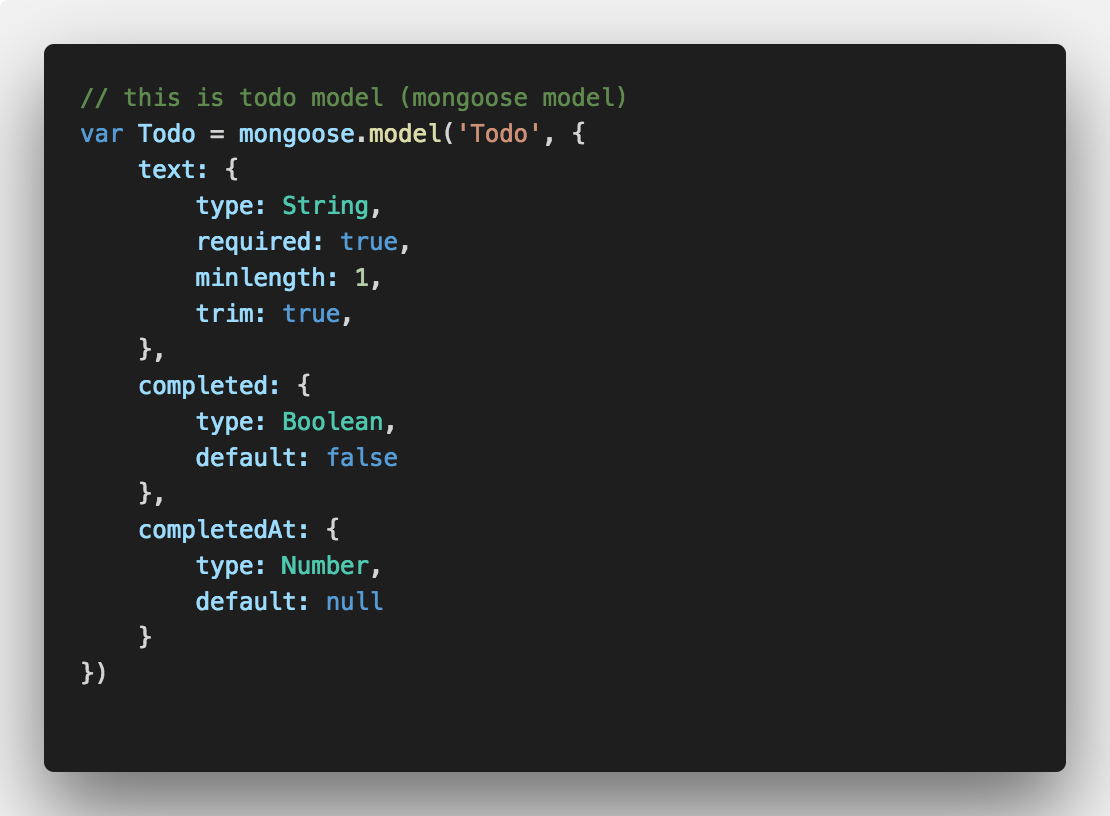 // this is todo model (mongoose model)
var Todo = mongoose.model('Todo', {
    text: {
        type: String,
        required: true,
        minlength: 1,
        trim: true,
    },
    completed: {
        type: Boolean,
        default: false
    },
    completedAt: {
        type: Number,
        default: null
    }
})